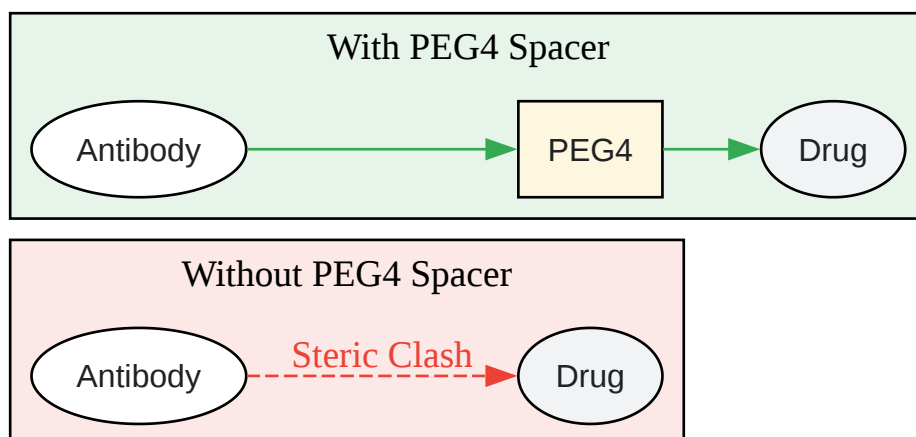 With PEG4 Spacer
Antibody PEG4 Drug
Without PEG4 Spacer
Steric Clash
Antibody Drug